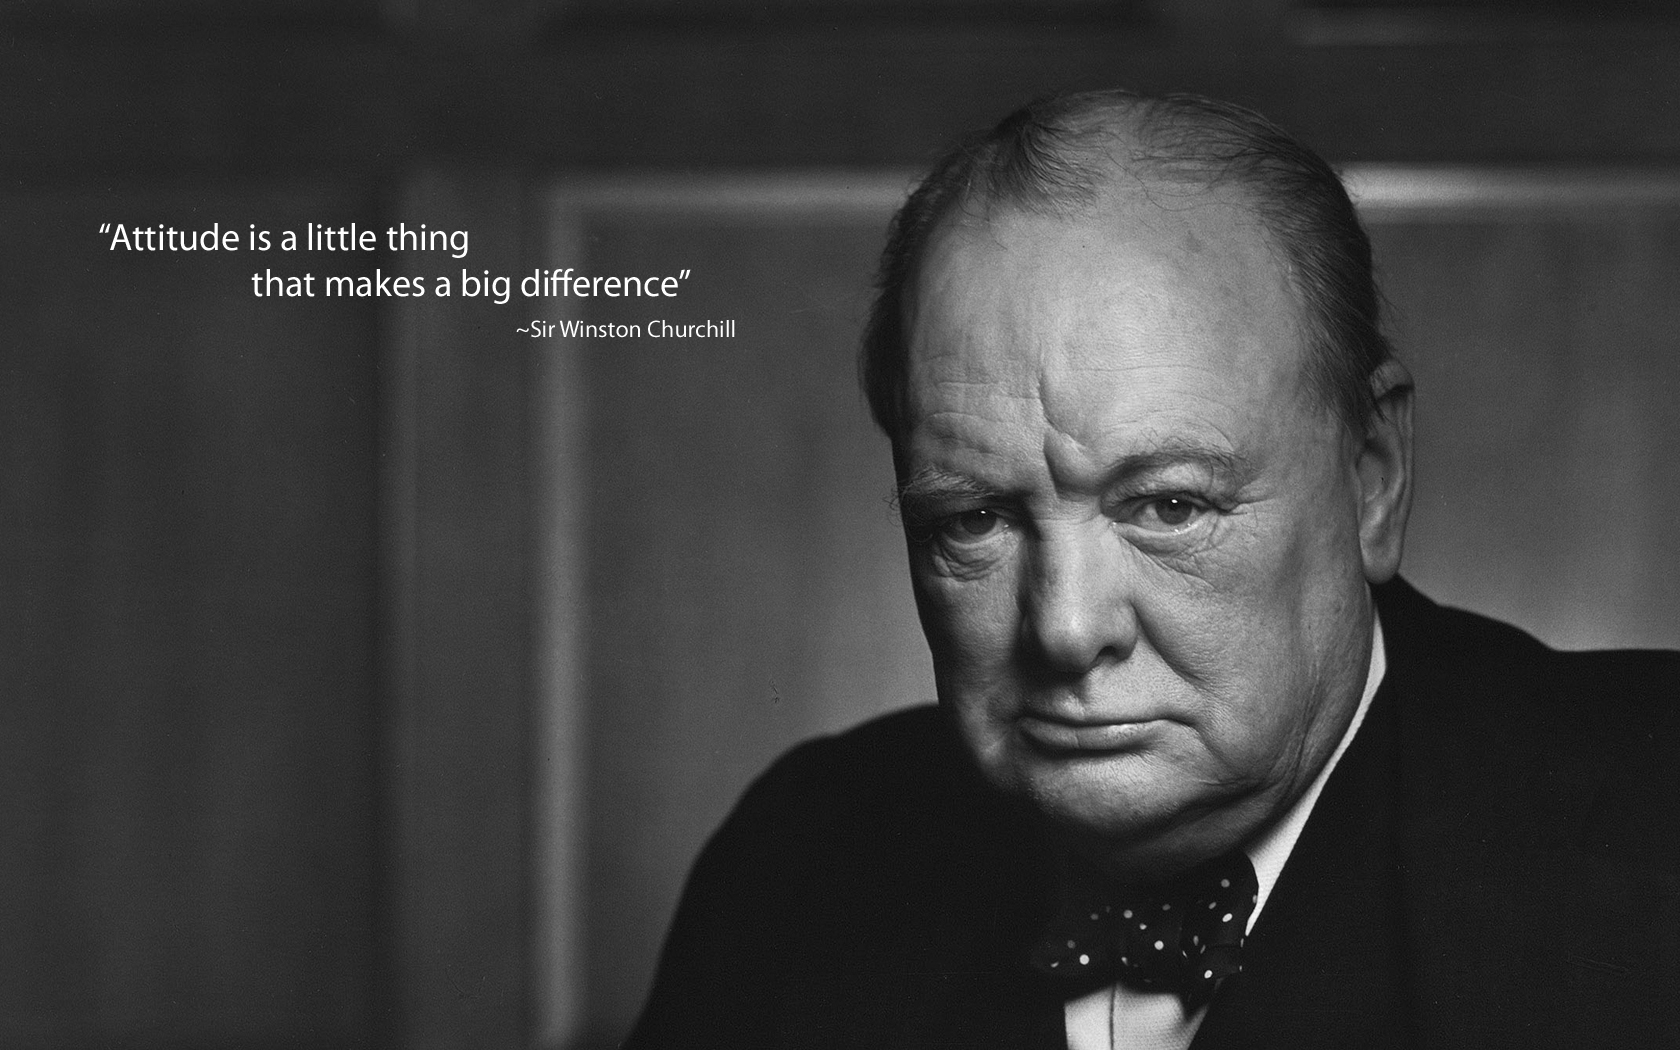 “Attitude is a little thing
that makes a big difference”
~Sir Winston Churchill